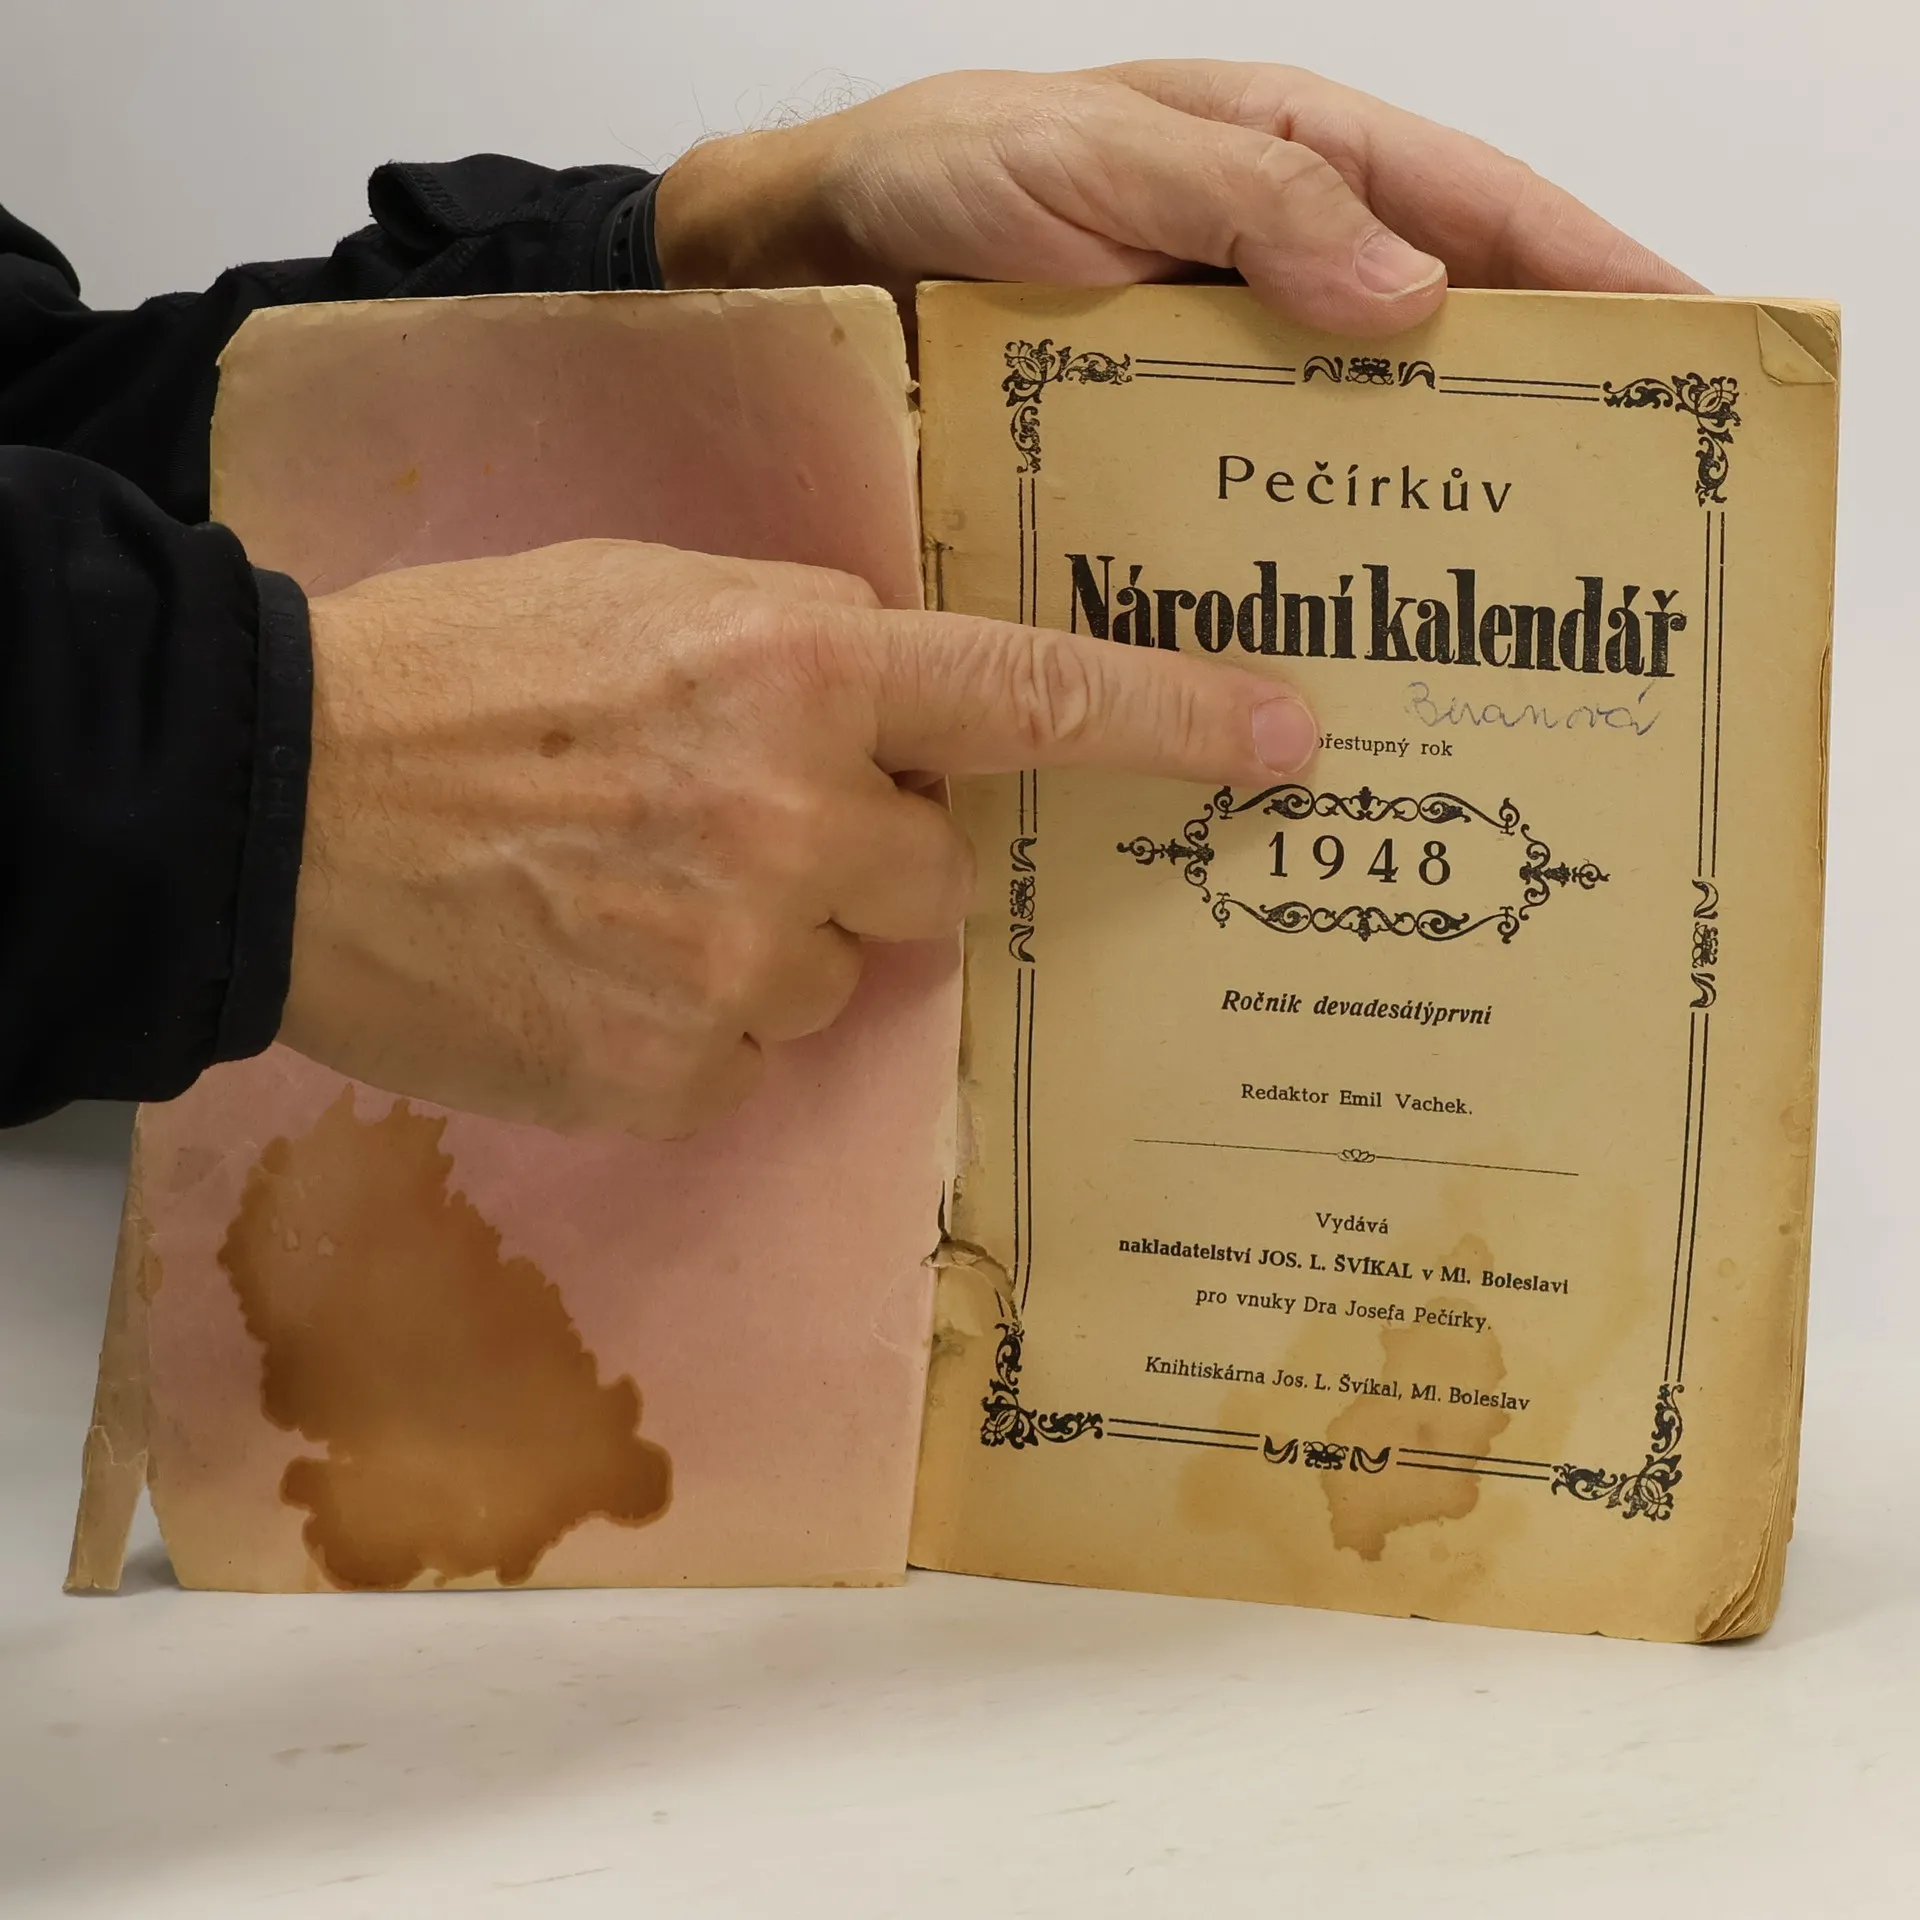 Pečírkův
Národní kalendář
Beranová
přestupný rok
1948
Ročník devadesátýprvní
Redaktor Emil Vachek.
Vydává
nakladatelství JOS. L. ŠVÍKAL v Ml. Boleslavi
pro vnuky Dra Josefa Pečírky.
Knihtiskárna Jos. L. Švíkal, Ml. Boleslav